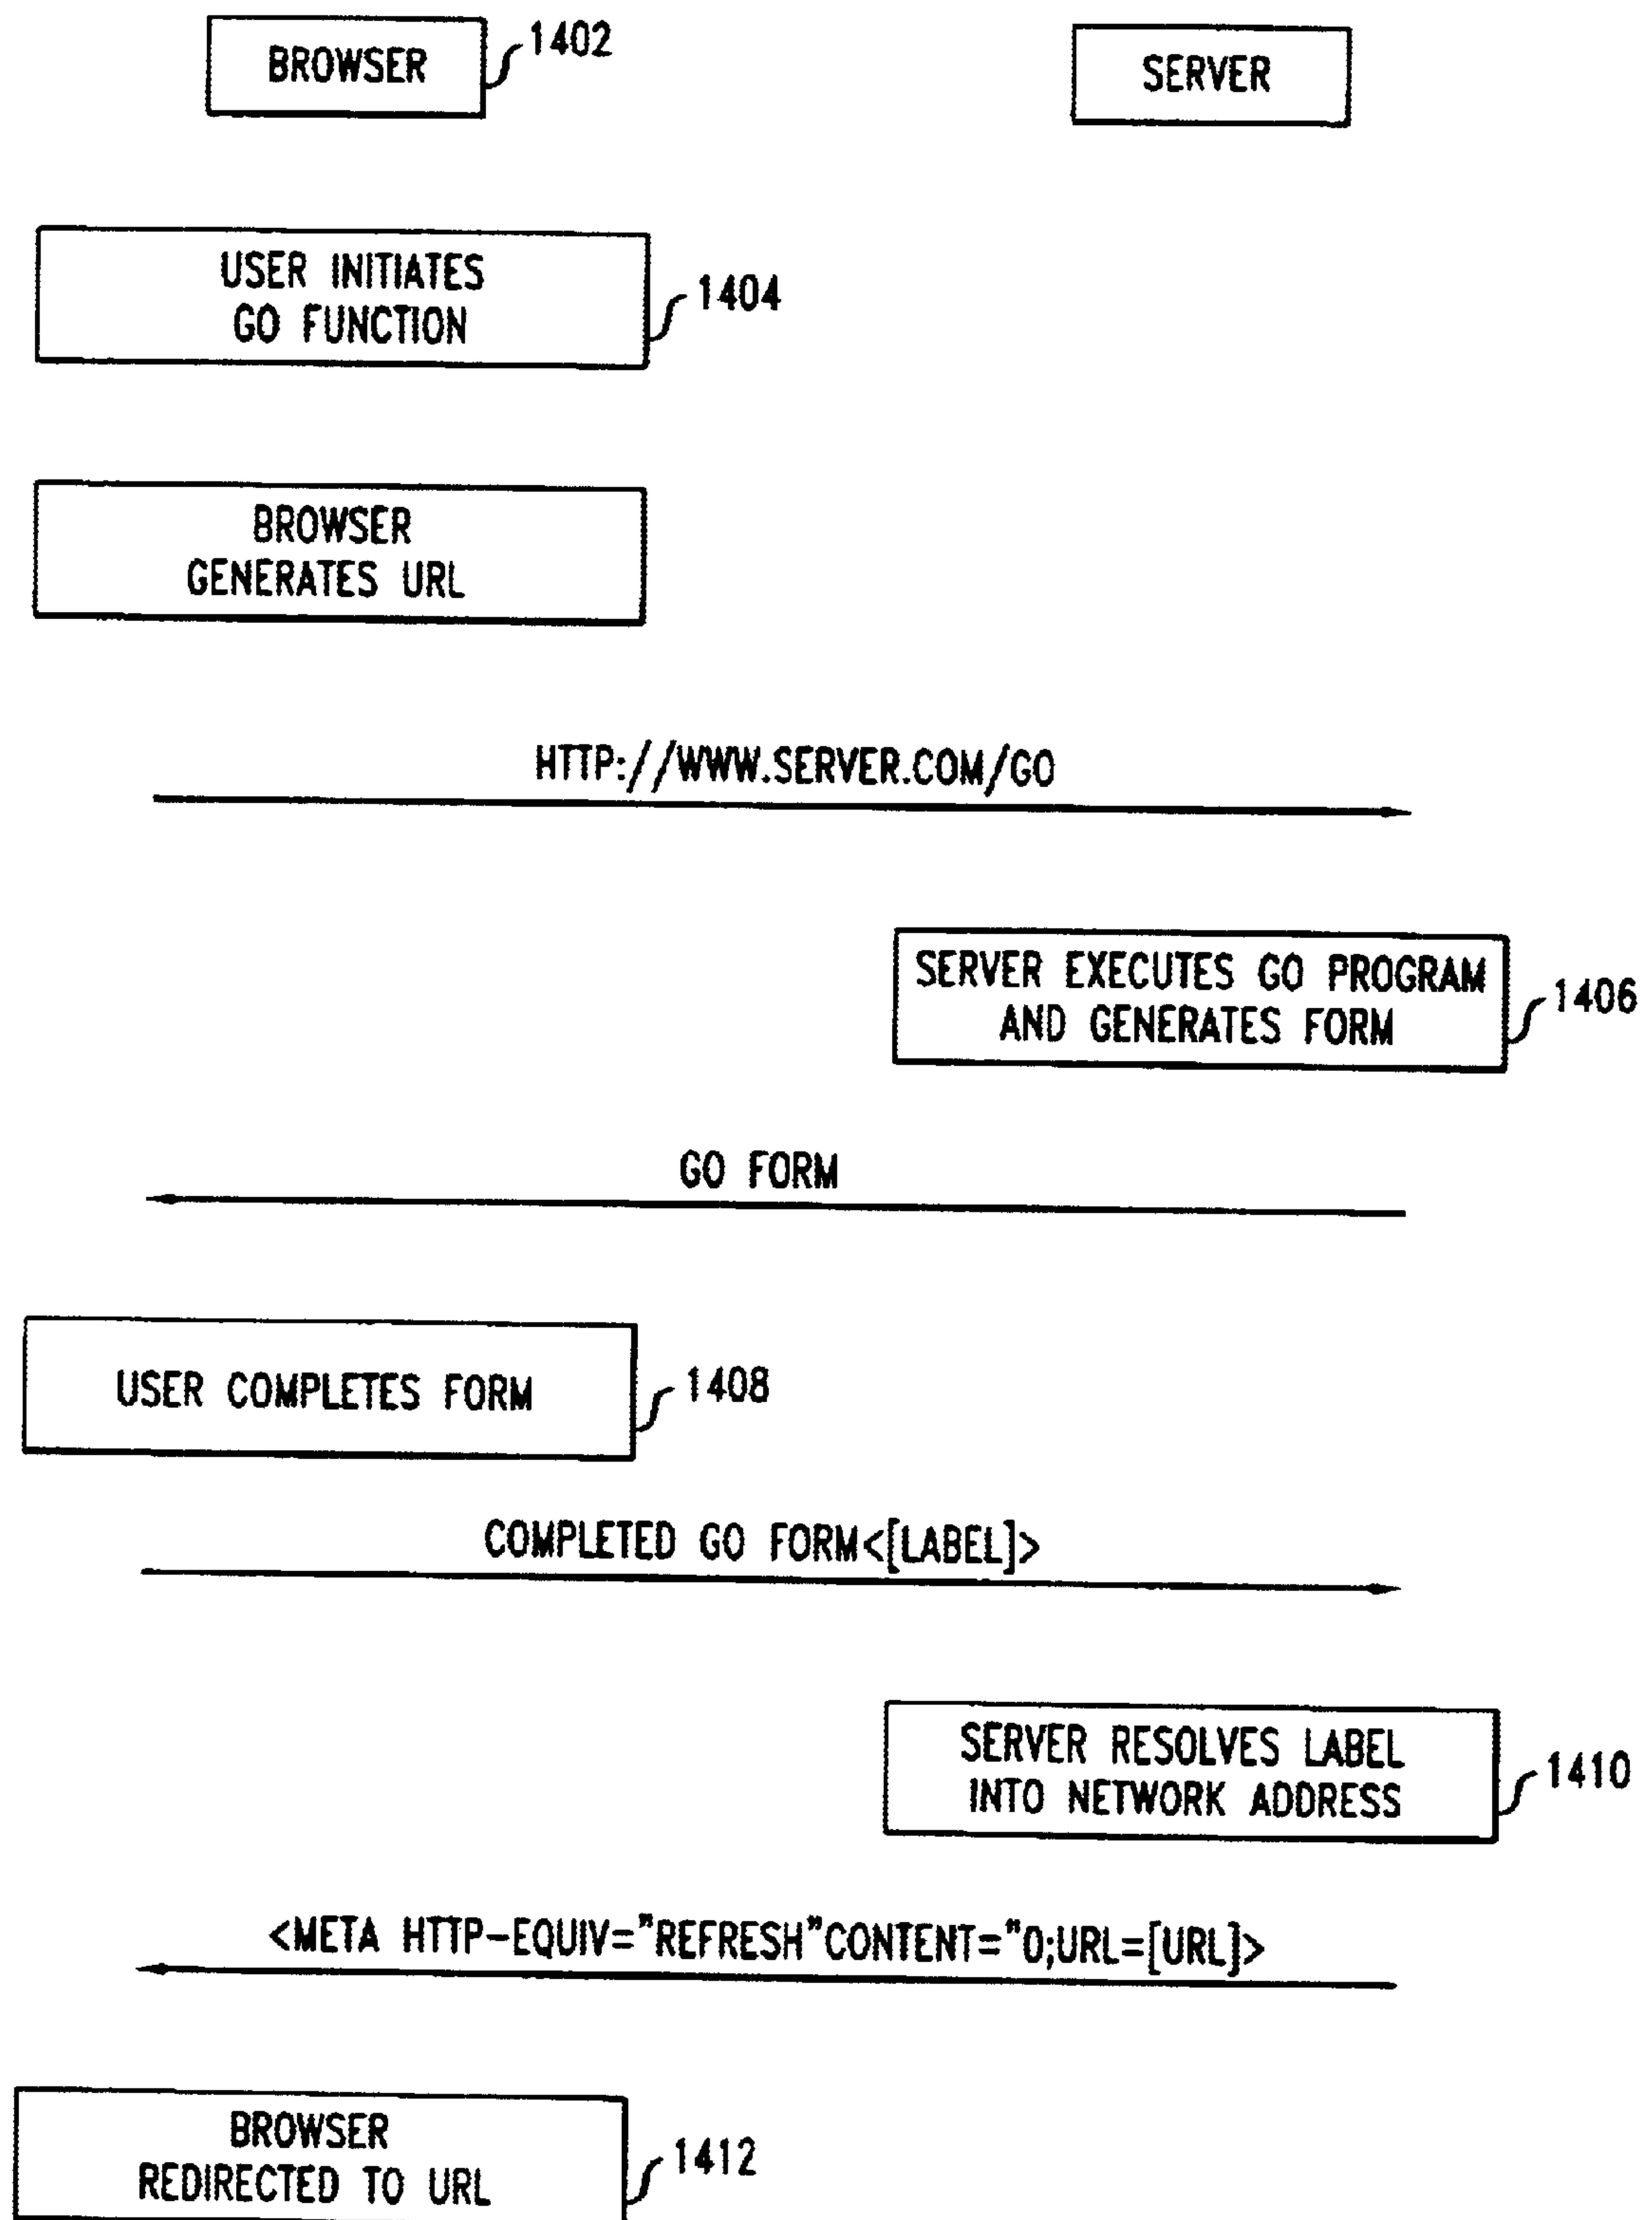 BROWSER
1402
SERVER
USER INITIATES
GO FUNCTION
1404
BROWSER
GENERATES URL
HTTP://WWW.SERVER.COM/GO
SERVER EXECUTES GO PROGRAM
AND GENERATES FORM
1406
GO FORM
USER COMPLETES FORM
1408
COMPLETED GO FORM<[LABEL]>
SERVER RESOLVES LABEL
INTO NETWORK ADDRESS
1410
<META HTTP-EQUIV="REFRESH"CONTENT="0;URL=[URL]>
BROWSER
REDIRECTED TO URL
1412